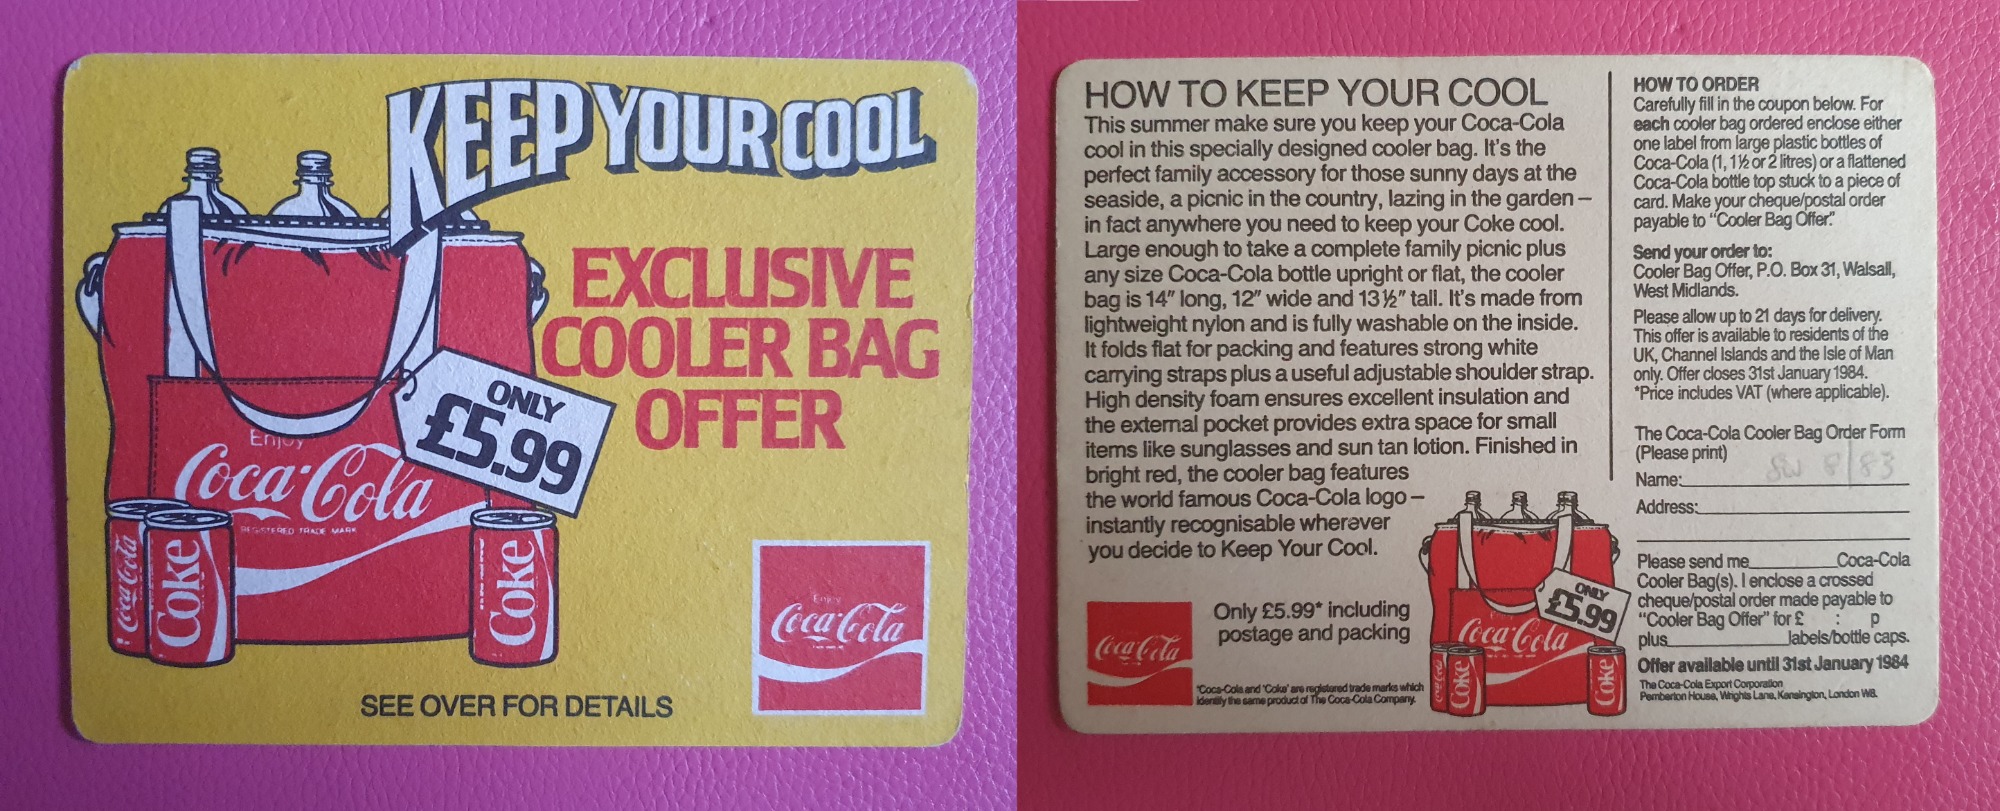 KEEP YOUR COOL
EXCLUSIVE
COOLER BAG
OFFER
ONLY
£5.99
Enjoy
Coca-Cola
REGISTERED TRADE MARK
Coca-Cola
Coke
Coke
Enjoy
Coca-Cola
SEE OVER FOR DETAILS
HOW TO KEEP YOUR COOL
This summer make sure you keep your Coca-Cola
cool in this specially designed cooler bag. It's the
perfect family accessory for those sunny days at the
seaside, a picnic in the country, lazing in the garden –
in fact anywhere you need to keep your Coke cool.
Large enough to take a complete family picnic plus
any size Coca-Cola bottle upright or flat, the cooler
bag is 14" long, 12" wide and 13½" tall. It's made from
lightweight nylon and is fully washable on the inside.
It folds flat for packing and features strong white
carrying straps plus a useful adjustable shoulder strap.
High density foam ensures excellent insulation and
the external pocket provides extra space for small
items like sunglasses and sun tan lotion. Finished in
bright red, the cooler bag features
the world famous Coca-Cola logo –
instantly recognisable wherever
you decide to Keep Your Cool.
Coca-Cola
Only £5.99* including
postage and packing
'Coca-Cola and 'Coke' are registered trade marks which
identify the same product of The Coca-Cola Company.
ONLY
£5.99
Coca-Cola
Coke
Coke
HOW TO ORDER
Carefully fill in the coupon below. For
each cooler bag ordered enclose either
one label from large plastic bottles of
Coca-Cola (1, 1½ or 2 litres) or a flattened
Coca-Cola bottle top stuck to a piece of
card. Make your cheque/postal order
payable to "Cooler Bag Offer."
Send your order to:
Cooler Bag Offer, P.O. Box 31, Walsall,
West Midlands.
Please allow up to 21 days for delivery.
This offer is available to residents of the
UK, Channel Islands and the Isle of Man
only. Offer closes 31st January 1984.
*Price includes VAT (where applicable).
The Coca-Cola Cooler Bag Order Form
(Please print)
8/83
Name:
Address:
Please send me Coca-Cola
Cooler Bag(s). I enclose a crossed
cheque/postal order made payable to
"Cooler Bag Offer" for £ : p
plus labels/bottle caps.
Offer available until 31st January 1984
The Coca-Cola Export Corporation
Pemberton House, Wrights Lane, Kensington, London W8.